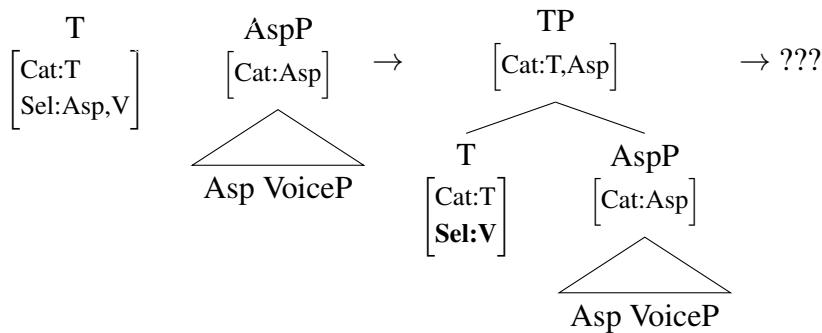 T AspP → TP → ???
[Cat:T Sel:Asp,V] [Cat:Asp] [Cat:T,Asp]
Asp VoiceP
T AspP
[Cat:T Sel:V] [Cat:Asp]
Asp VoiceP